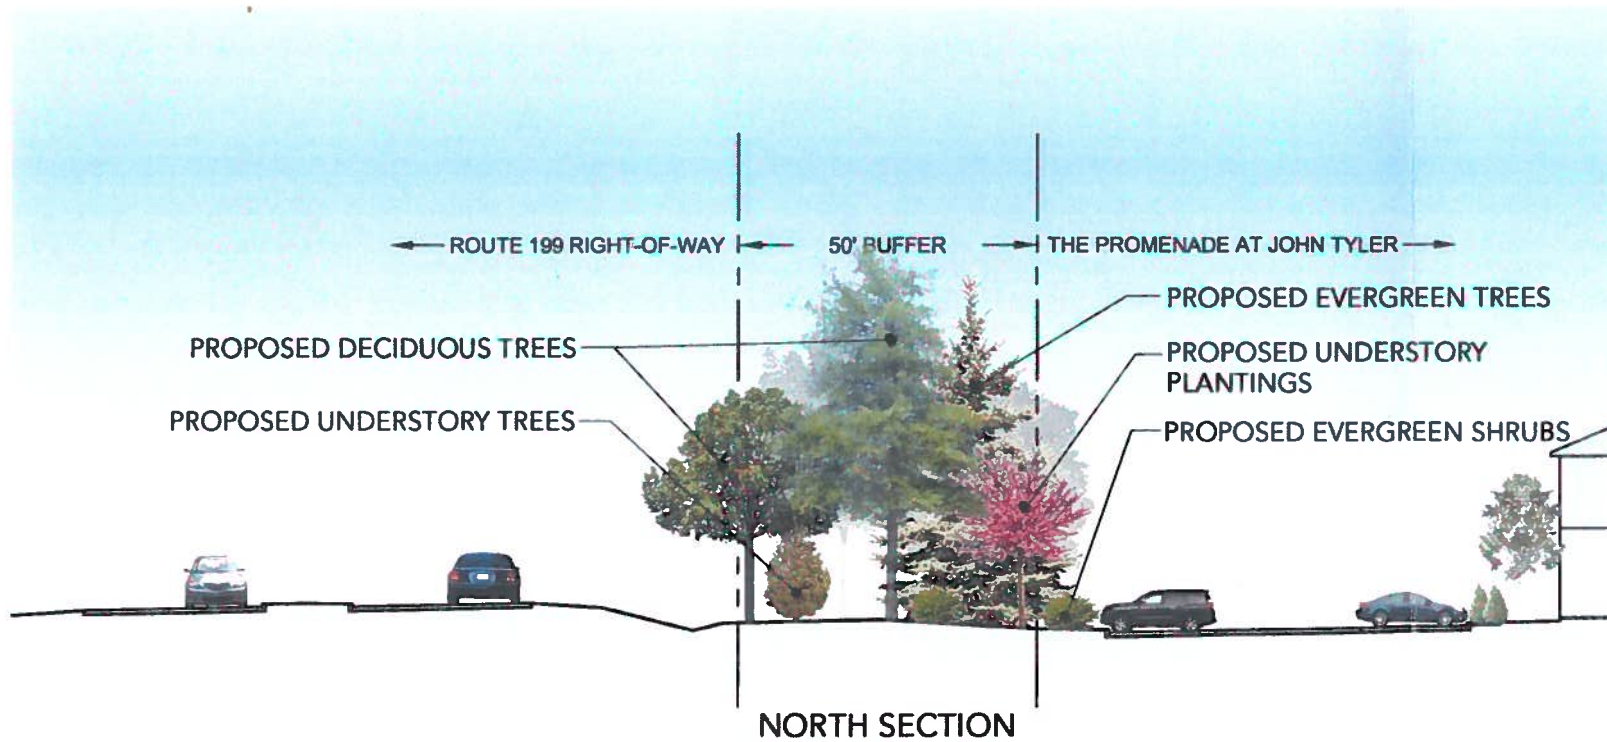 ROUTE 199 RIGHT-OF-WAY
50' BUFFER
THE PROMENADE AT JOHN TYLER
PROPOSED EVERGREEN TREES
PROPOSED DECIDUOUS TREES
PROPOSED UNDERSTORY
PLANTINGS
PROPOSED UNDERSTORY TREES
PROPOSED EVERGREEN SHRUBS
NORTH SECTION